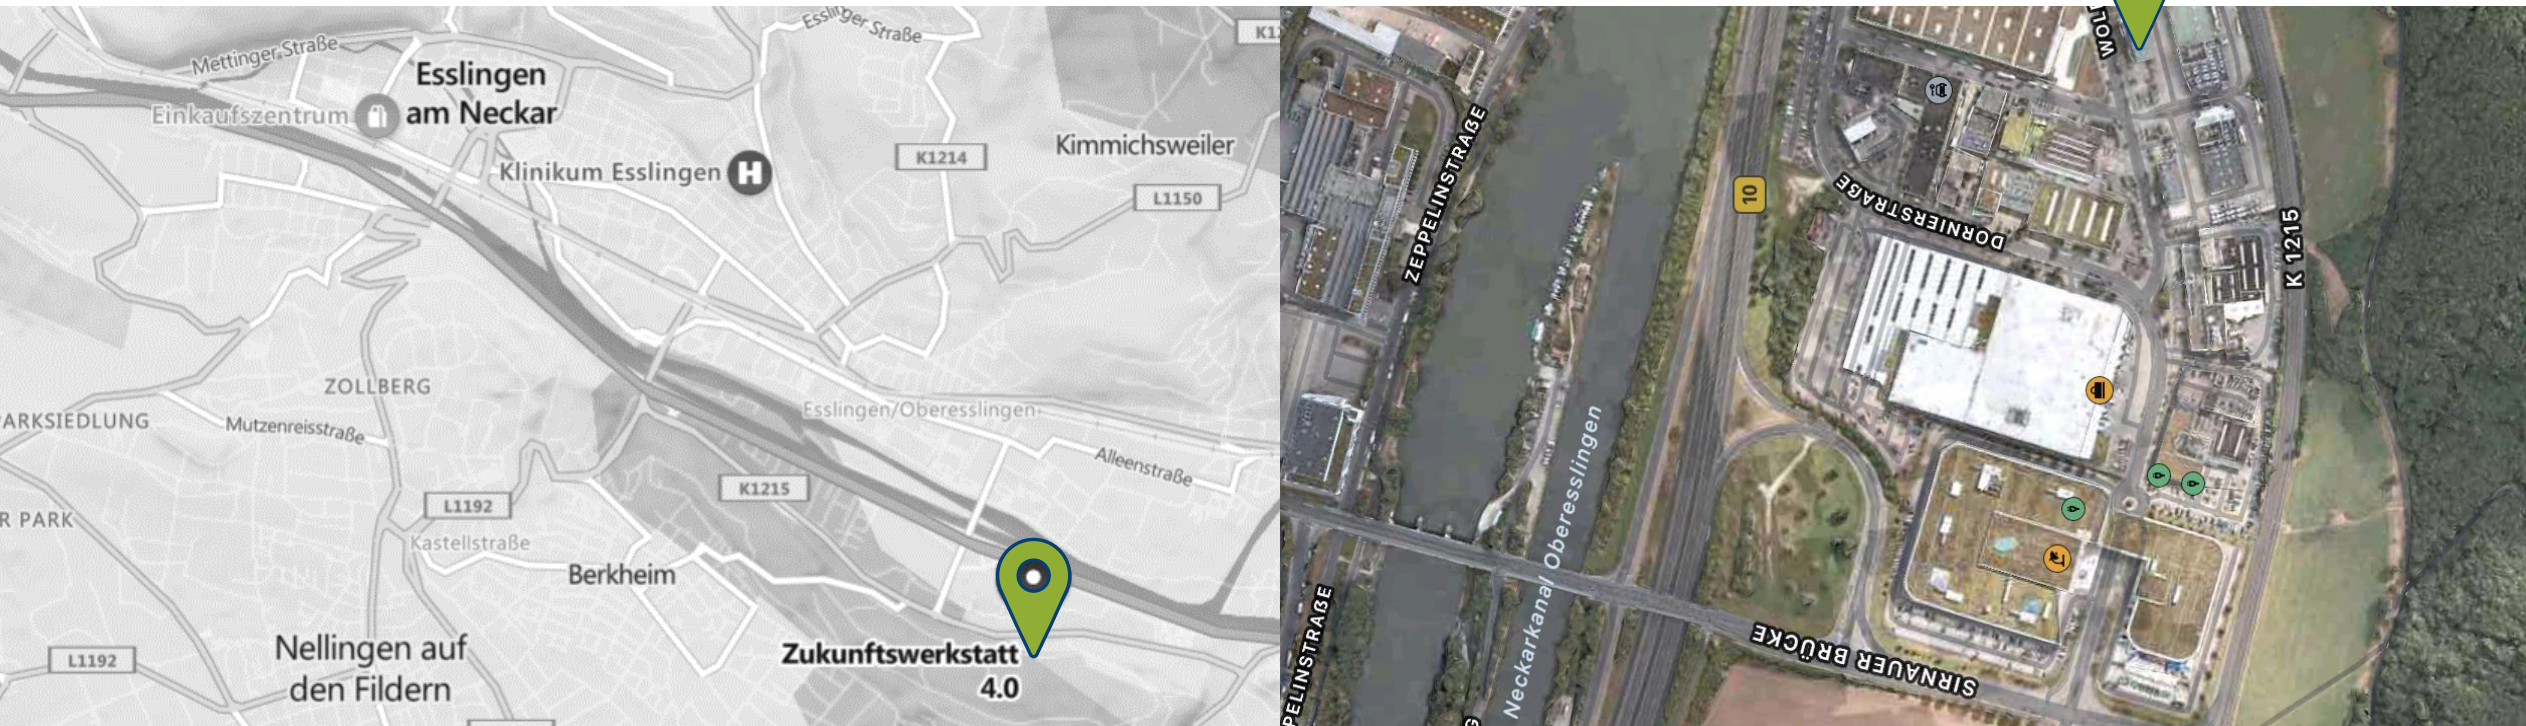 Mettinger Straße
Esslinger Straße
Esslingen
am Neckar
Einkaufszentrum
Klinikum Esslingen
H
K1214
Kimmichsweiler
L1150
ZOLLBERG
ARKSIEDLUNG
Mutzenreisstraße
Esslingen/Oberesslingen
Alleenstraße
K1215
L1192
R PARK
Kastellstraße
Berkheim
Nellingen auf
den Fildern
L1192
Zukunftswerkstatt
4.0
WOL
ZEPPELINSTRAẞE
10
DORNIERSTRAẞE
K 1215
Neckarkanal Oberesslingen
PELINSTRAẞE
SIRNAUER BRÜCKE